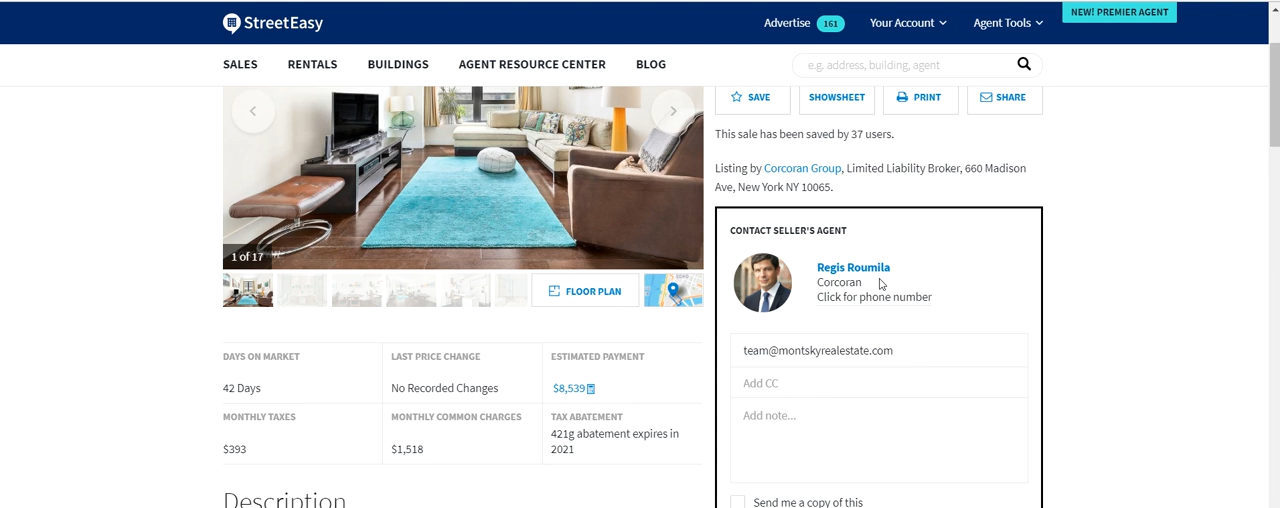 StreetEasy
Advertise 161
Your Account
Agent Tools
NEW! PREMIER AGENT
SALES
RENTALS
BUILDINGS
AGENT RESOURCE CENTER
BLOG
e.g. address, building, agent
SAVE
SHOWSHEET
PRINT
SHARE
This sale has been saved by 37 users.
Listing by Corcoran Group, Limited Liability Broker, 660 Madison
Ave, New York NY 10065.
1 of 17
FLOOR PLAN
CONTACT SELLER'S AGENT
Regis Roumila
Corcoran
Click for phone number
team@montskyrealestate.com
Add CC
Add note...
Send me a copy of this
DAYS ON MARKET
42 Days
LAST PRICE CHANGE
No Recorded Changes
ESTIMATED PAYMENT
$8,539
MONTHLY TAXES
$393
MONTHLY COMMON CHARGES
$1,518
TAX ABATEMENT
421g abatement expires in
2021
Description